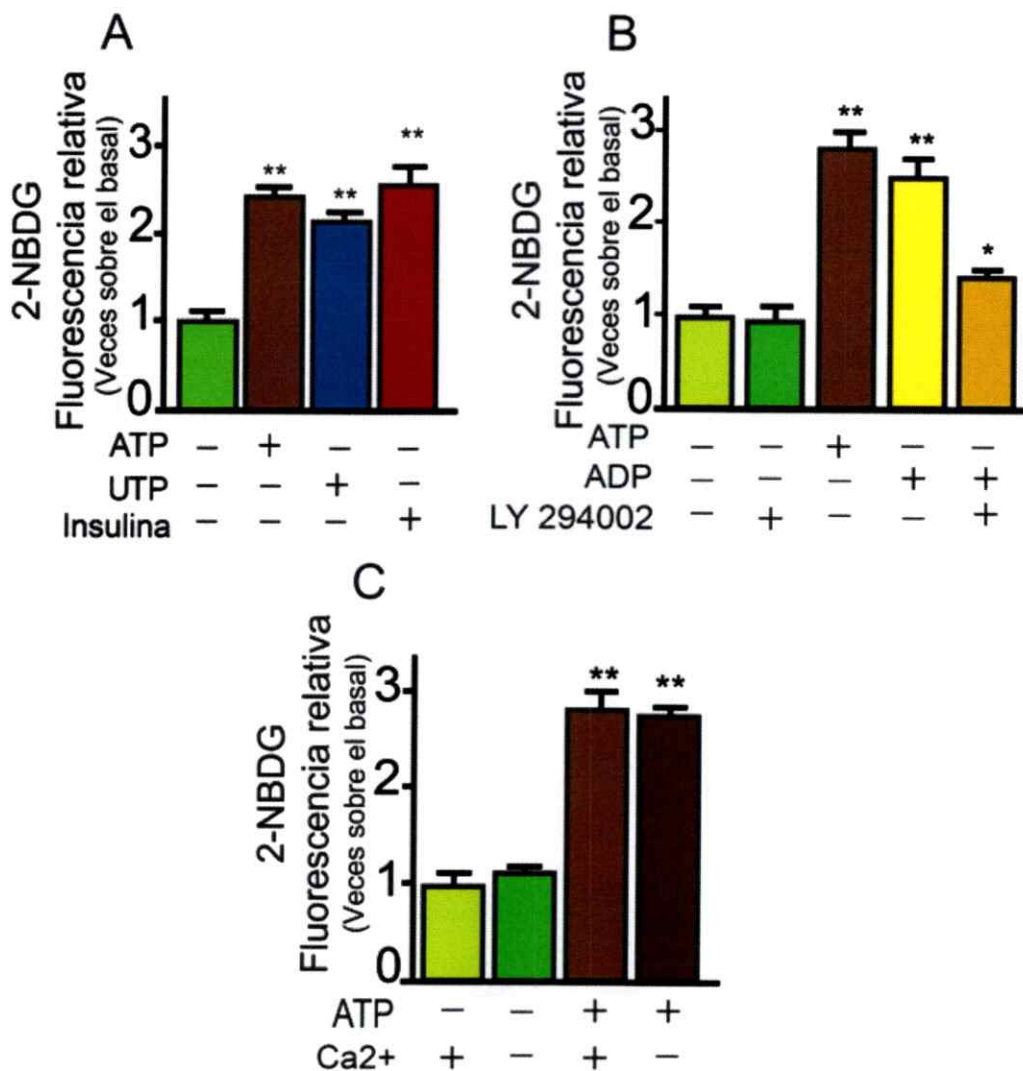 A
2-NBDG
Fluorescencia relativa
(Veces sobre el basal)
3
2
1
0
**
**
**
ATP − + − −
UTP − − + −
Insulina − − − +
B
2-NBDG
Fluorescencia relativa
(Veces sobre el basal)
3
2
1
0
**
**
*
ATP − − + − −
ADP − − − + +
LY 294002 − + − − +
C
2-NBDG
Fluorescencia relativa
(Veces sobre el basal)
3
2
1
0
**
**
ATP − − + +
Ca2+ + − + −